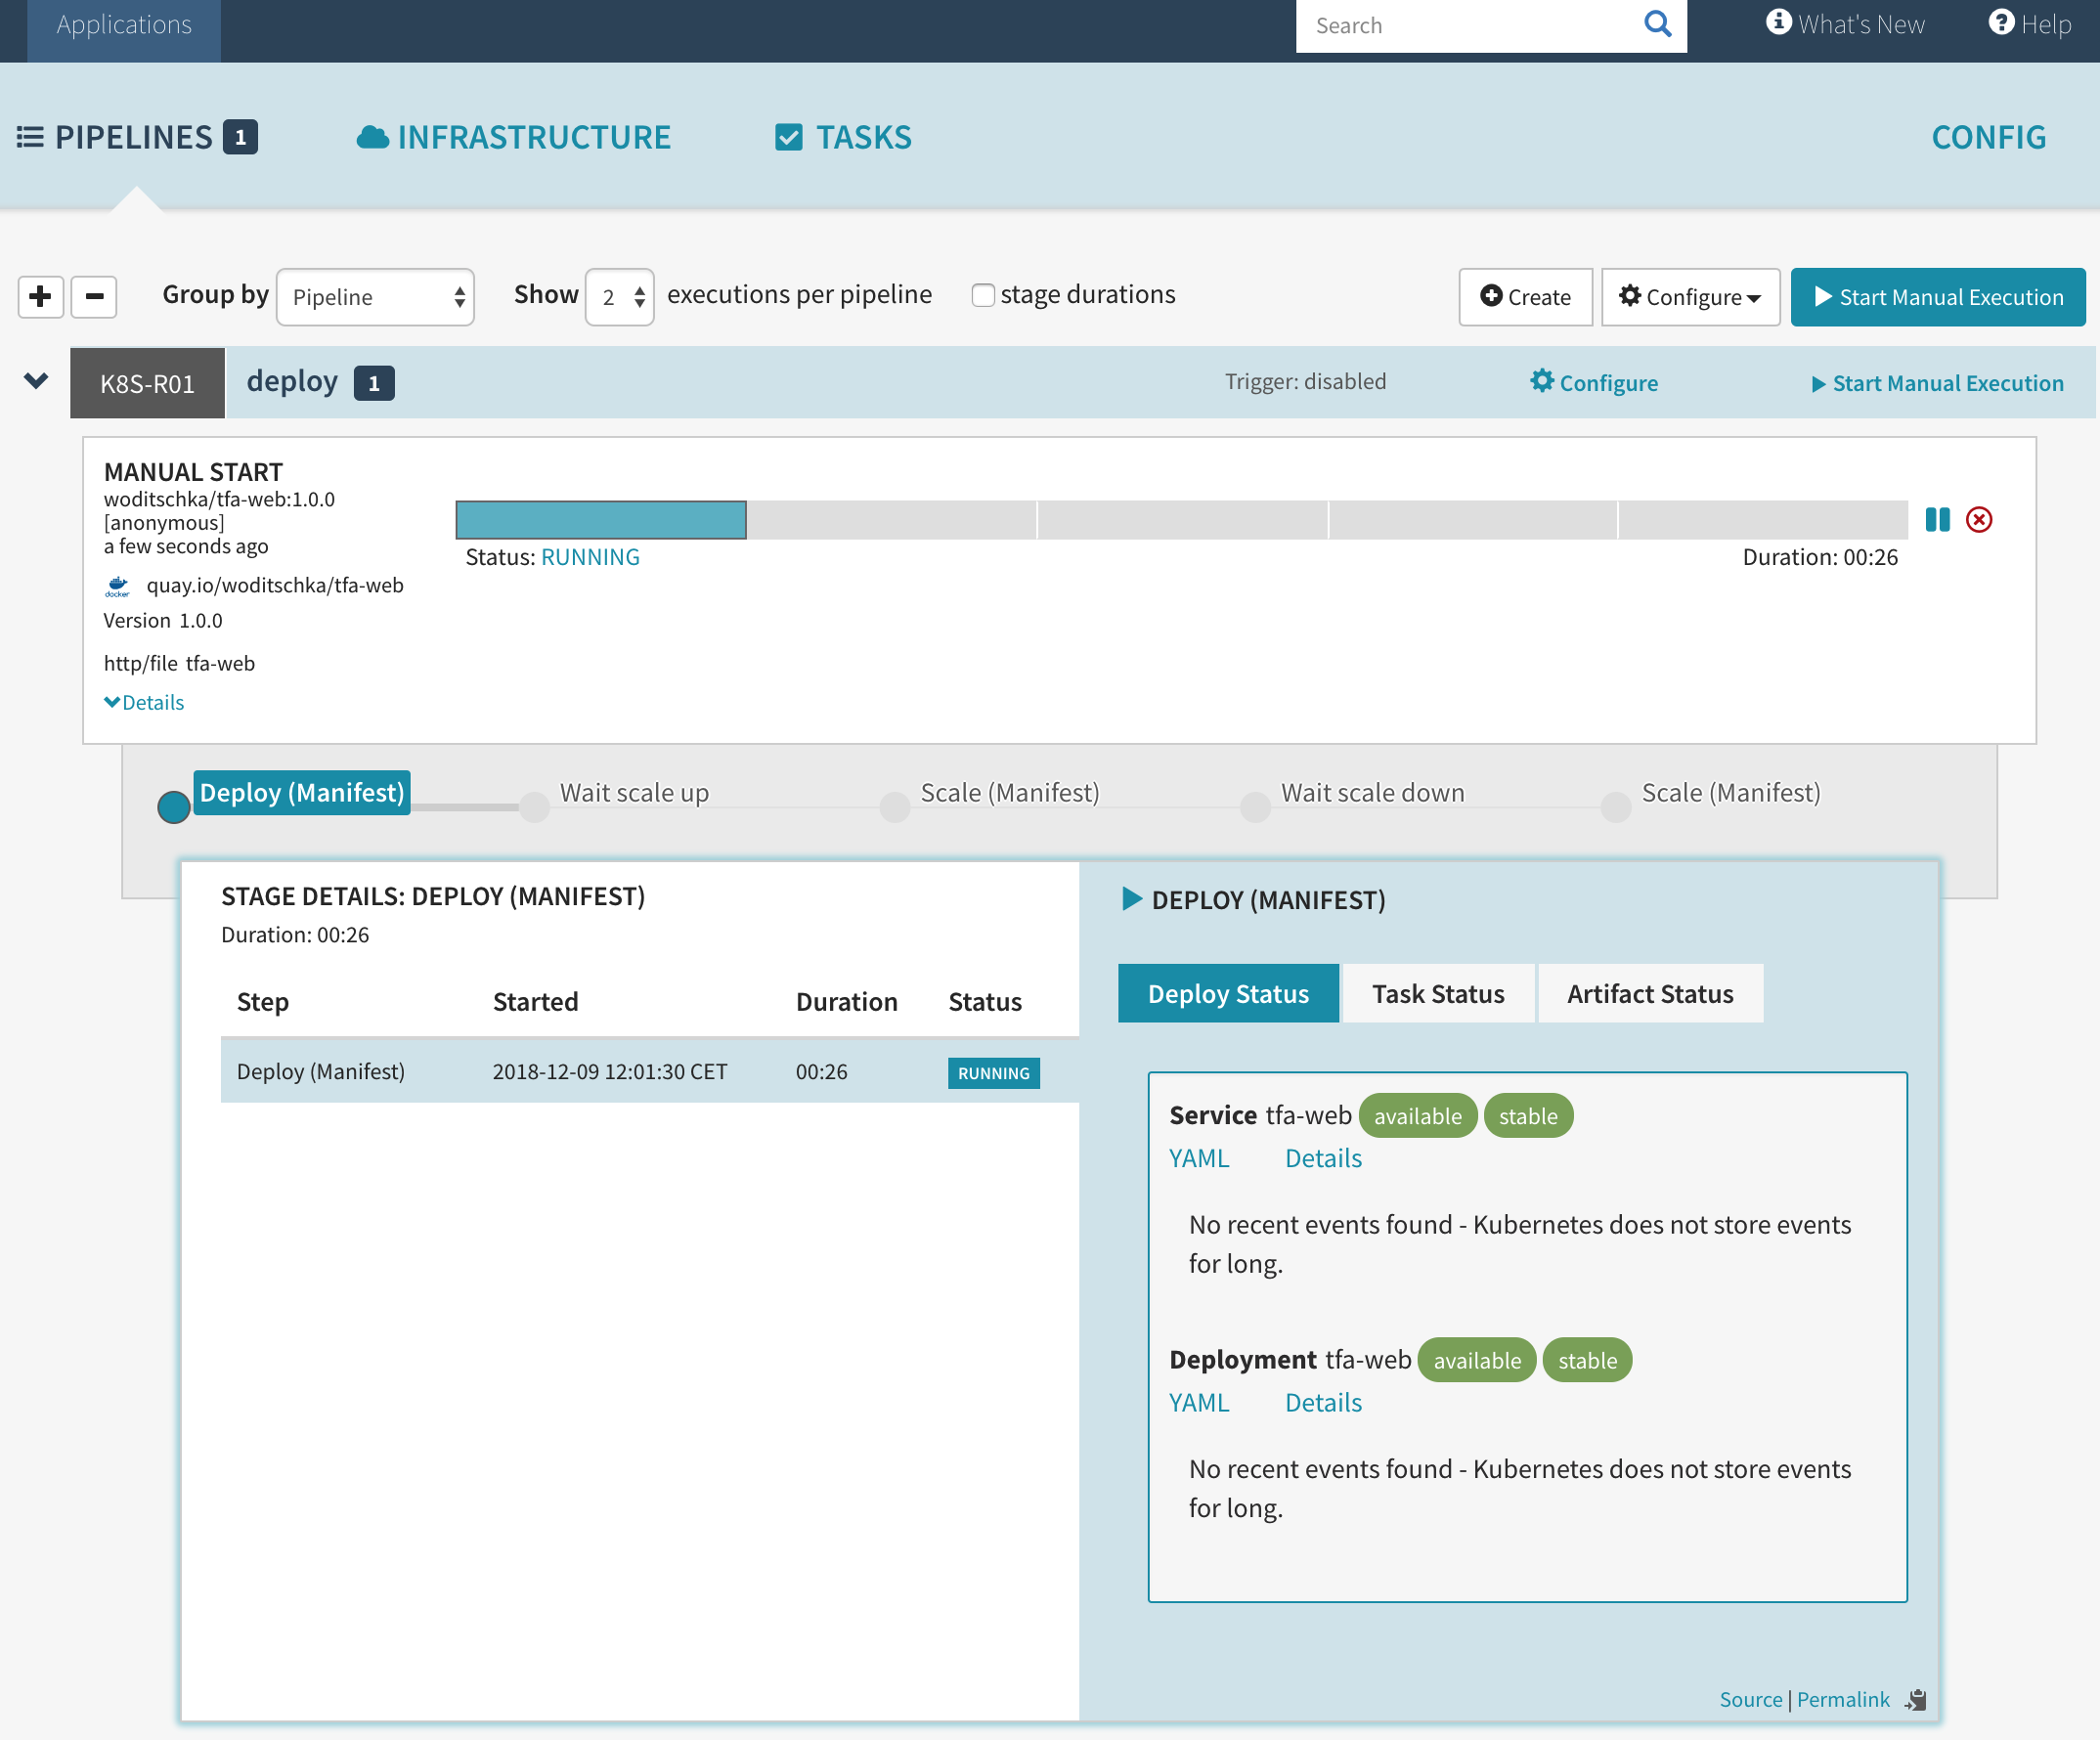 Applications
Search
What's New
Help
PIPELINES 1
INFRASTRUCTURE
TASKS
CONFIG
Group by Pipeline
Show 2 executions per pipeline
stage durations
Create
Configure
Start Manual Execution
K8S-R01
deploy 1
Trigger: disabled
Configure
Start Manual Execution
MANUAL START
woditschka/tfa-web:1.0.0
[anonymous]
a few seconds ago
docker quay.io/woditschka/tfa-web
Version 1.0.0
http/file tfa-web
Details
Status: RUNNING
Duration: 00:26
Deploy (Manifest)
Wait scale up
Scale (Manifest)
Wait scale down
Scale (Manifest)
STAGE DETAILS: DEPLOY (MANIFEST)
Duration: 00:26
Step Started Duration Status
Deploy (Manifest) 2018-12-09 12:01:30 CET 00:26 RUNNING
DEPLOY (MANIFEST)
Deploy Status
Task Status
Artifact Status
Service tfa-web available stable
YAML Details
No recent events found - Kubernetes does not store events
for long.
Deployment tfa-web available stable
YAML Details
No recent events found - Kubernetes does not store events
for long.
Source | Permalink